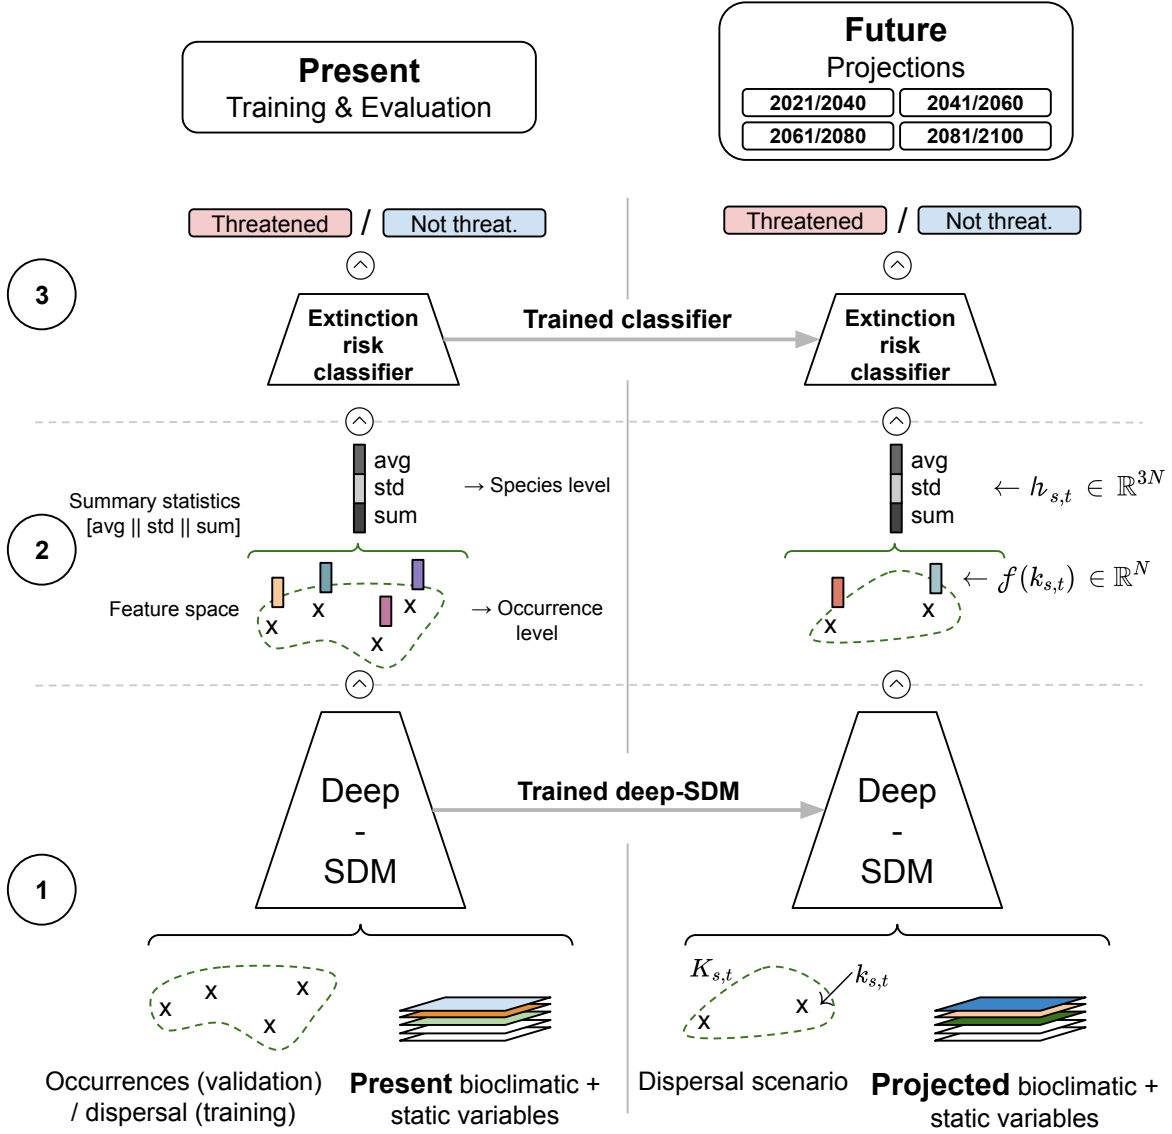 Present
Training & Evaluation
Future
Projections
2021/2040 2041/2060
2061/2080 2081/2100
Threatened / Not threat.
Threatened / Not threat.
3
Extinction
risk
classifier
Trained classifier
Extinction
risk
classifier
2
Summary statistics
[avg || std || sum]
avg
std
sum
→ Species level
avg
std
sum
← h_{s,t} ∈ ℝ^{3N}
Feature space
x x x x
→ Occurrence
level
x x
← f(k_{s,t}) ∈ ℝ^N
1
Deep
-
SDM
Trained deep-SDM
Deep
-
SDM
x x x x
K_{s,t}
k_{s,t}
x x
Occurrences (validation)
/ dispersal (training)
Present bioclimatic +
static variables
Dispersal scenario
Projected bioclimatic +
static variables